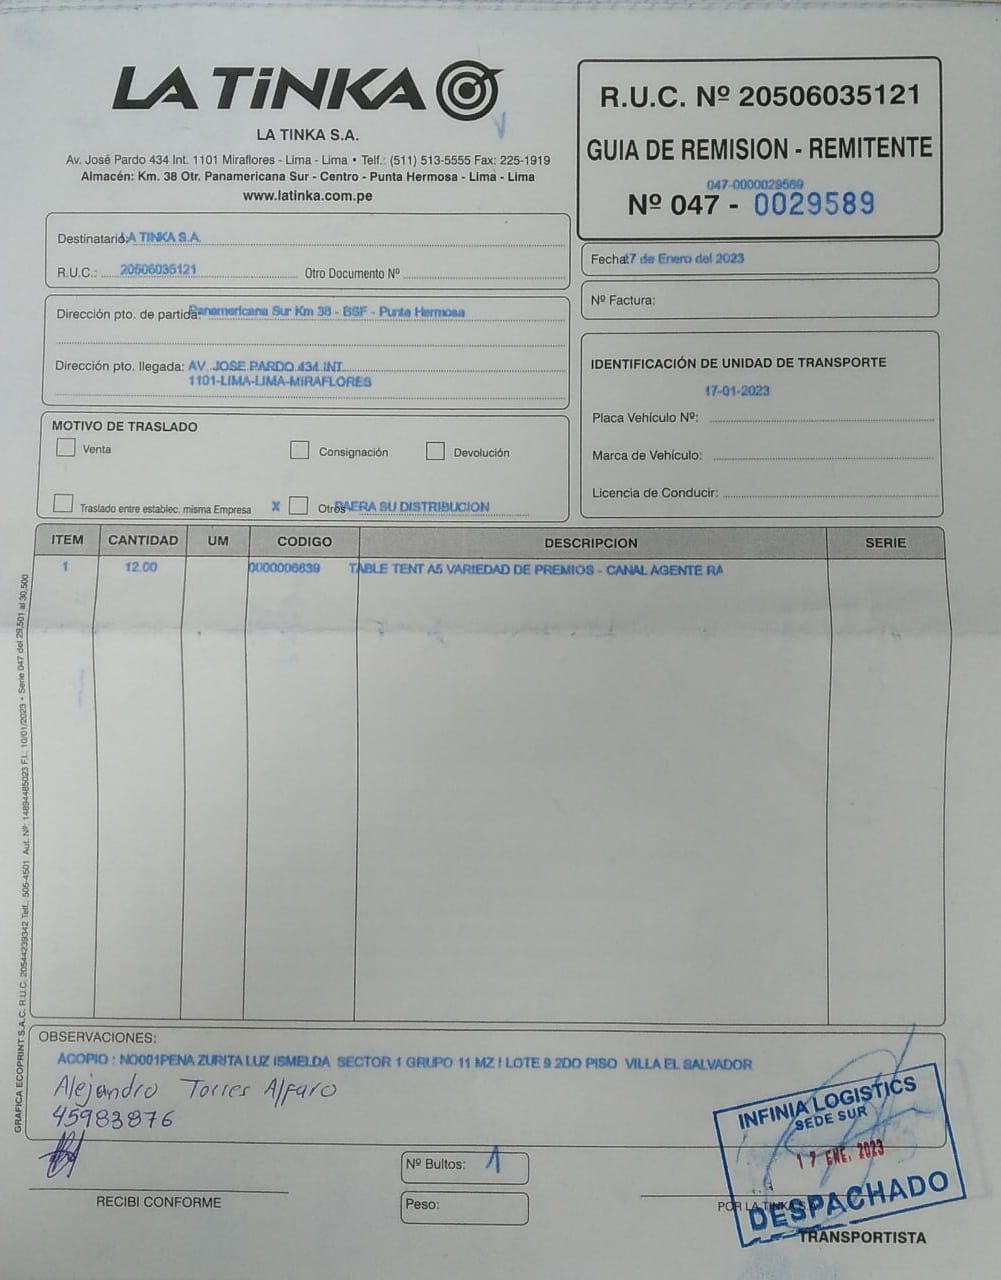 LA TiNKA
LA TINKA S.A.
Av. José Pardo 434 Int. 1101 Miraflores - Lima - Lima • Telf.: (511) 513-5555 Fax: 225-1919
Almacén: Km. 38 Otr. Panamericana Sur - Centro - Punta Hermosa - Lima - Lima
www.latinka.com.pe
R.U.C. Nº 20506035121
GUIA DE REMISION - REMITENTE
047-0000029589
Nº 047 - 0029589
Destinatario: LA TINKA S.A.
R.U.C.: 20506035121 Otro Documento Nº
Fecha: 17 de Enero del 2023
Nº Factura:
Dirección pto. de partida: Panamericana Sur Km 38 - BSF - Punta Hermosa
Dirección pto. llegada: AV. JOSE PARDO 434 INT.
1101-LIMA-LIMA-MIRAFLORES
IDENTIFICACIÓN DE UNIDAD DE TRANSPORTE
17-01-2023
Placa Vehículo Nº:
Marca de Vehículo:
Licencia de Conducir:
MOTIVO DE TRASLADO
Venta Consignación Devolución
Traslado entre establec. misma Empresa X Otros PAERA SU DISTRIBUCION
ITEM CANTIDAD UM CODIGO DESCRIPCION SERIE
1 12.00 0000006639 TABLE TENT A5 VARIEDAD DE PREMIOS - CANAL AGENTE RA
GRAFICA ECOPRINT S.A.C. R.U.C. 20544239342 Telf.: 505-4501 Aut. Nº: 14894485023 F.I.: 10/01/2023 • Serie 047 del 29,501 al 30,500
OBSERVACIONES:
ACOPIO : NO001PENA ZURITA LUZ ISMELDA SECTOR 1 GRUPO 11 MZ I LOTE 9 2DO PISO VILLA EL SALVADOR
Alejandro Torres Alfaro
45983876
RECIBI CONFORME
Nº Bultos: 1
Peso:
INFINIA LOGISTICS
SEDE SUR
17 ENE. 2023
DESPACHADO
POR LA TINKA S.A.
TRANSPORTISTA